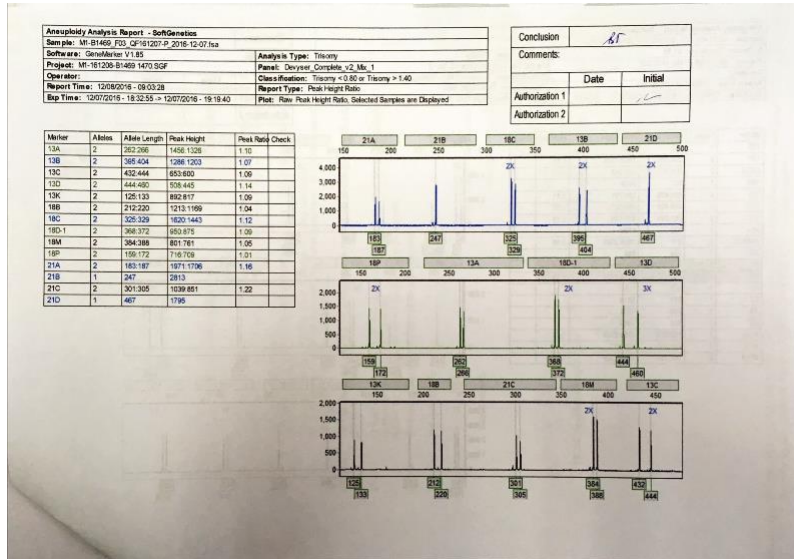 Aneuploidy Analysis Report - SoftGenetics
Sample: M1-B1469_F03_QF161207-P_2016-12-07.fsa
Software: GeneMarker V1.85
Analysis Type: Trisomy
Project: M1-161208-B1469 1470.SGF
Panel: Devyser_Complete_v2_Mix_1
Operator:
Classification: Trisomy < 0.80 or Trisomy > 1.40
Report Time: 12/08/2016 - 09:03:28
Report Type: Peak Height Ratio
Exp Time: 12/07/2016 - 18:32:55 -> 12/07/2016 - 19:19:40
Plot: Raw Peak Height Ratio, Selected Samples are Displayed
Conclusion
Comments:
Date Initial
Authorization 1
Authorization 2
Marker Alleles Allele Length Peak Height Peak Ratio Check
13A 2 262:266 1456:1326 1.10
13B 2 395:404 1286:1203 1.07
13C 2 432:444 653:600 1.09
13D 2 444:460 508:445 1.14
13K 2 125:133 892:817 1.09
18B 2 212:220 1213:1169 1.04
18C 2 325:329 1620:1443 1.12
18D-1 2 368:372 950:875 1.09
18M 2 384:388 801:761 1.05
18P 2 159:172 716:709 1.01
21A 2 183:187 1971:1706 1.16
21B 1 247 2813
21C 2 301:305 1039:851 1.22
21D 1 467 1795
21A 21B 18C 13B 21D
150 200 250 300 350 400 450 500
4,000
3,000
2,000
1,000
0
2X 2X 2X
183 247 325 395 467
187 329 404
18P 13A 18D-1 13D
150 200 250 300 350 400 450 500
2,000
1,500
1,000
500
0
2X 2X 3X
159 262 368 444
172 266 372 460
13K 18B 21C 18M 13C
150 200 250 300 350 400 450
2,000
1,500
1,000
500
0
2X 2X
125 212 301 384 432
133 220 305 388 444